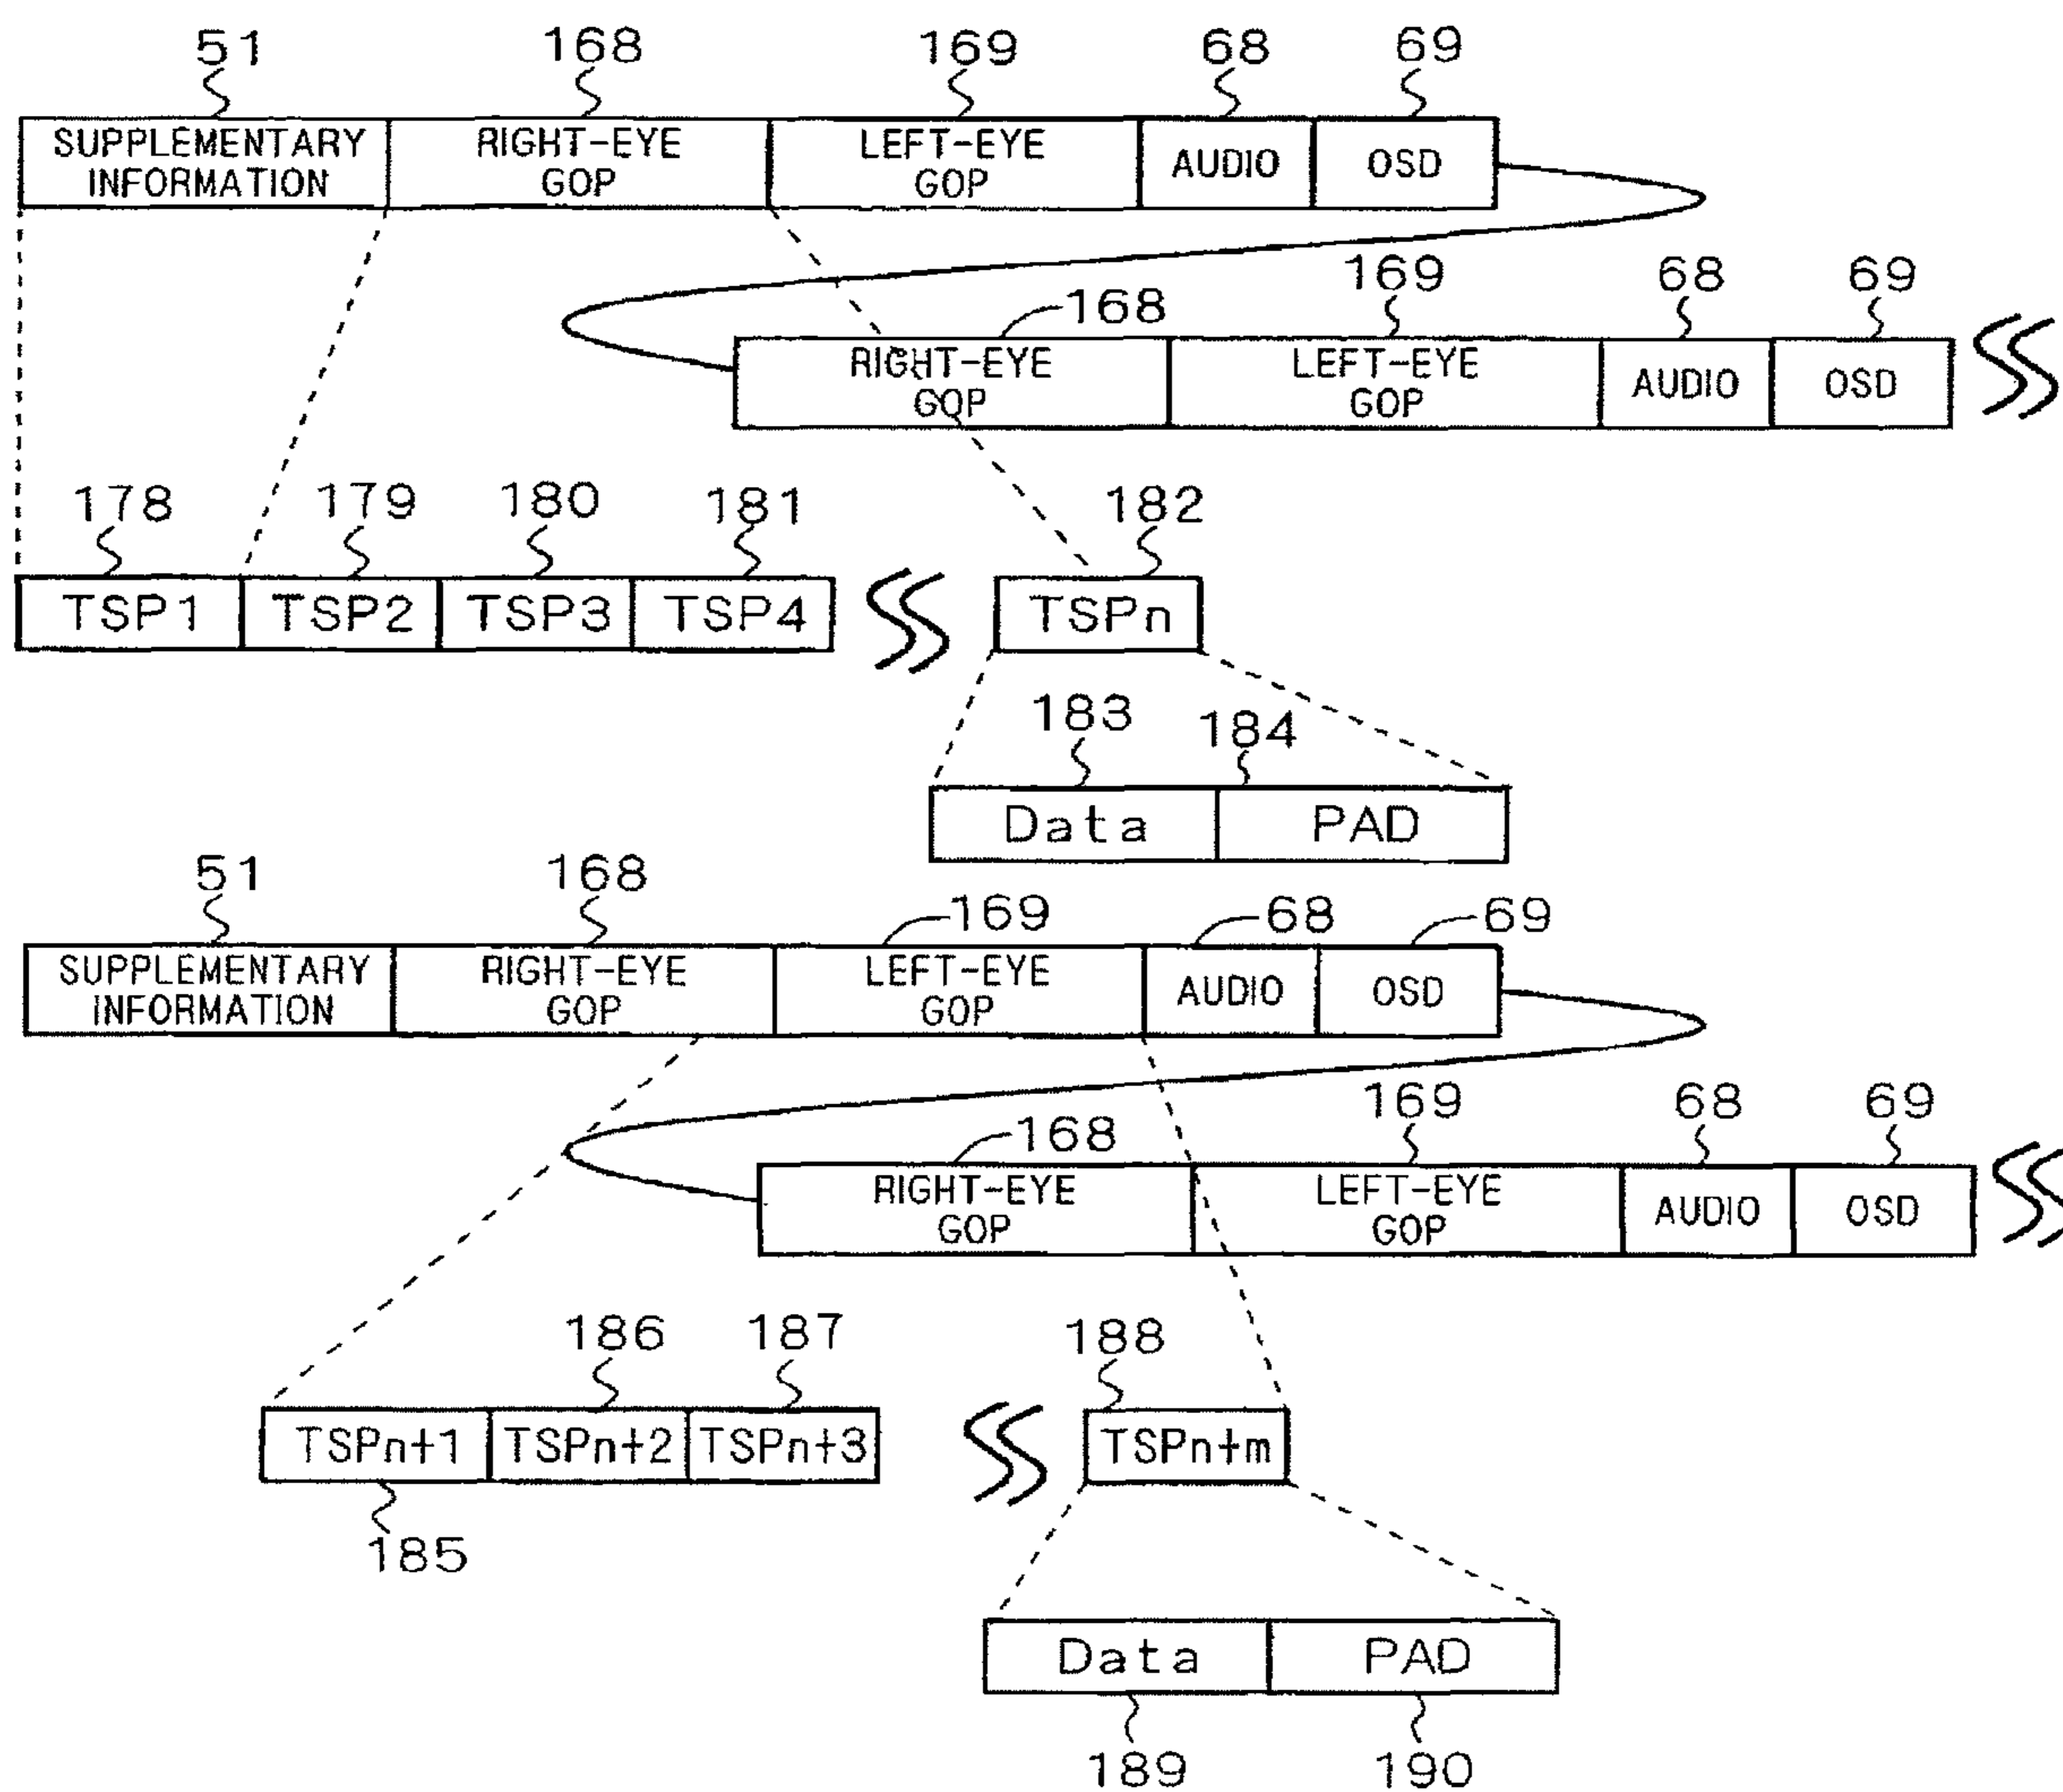 51 168 169 68 69
SUPPLEMENTARY INFORMATION RIGHT-EYE GOP LEFT-EYE GOP AUDIO OSD
168 169 68 69
RIGHT-EYE GOP LEFT-EYE GOP AUDIO OSD
178 179 180 181 182
TSP1 TSP2 TSP3 TSP4 TSPn
183 184
Data PAD
51 168 169 68 69
SUPPLEMENTARY INFORMATION RIGHT-EYE GOP LEFT-EYE GOP AUDIO OSD
168 169 68 69
RIGHT-EYE GOP LEFT-EYE GOP AUDIO OSD
186 187 188
TSPn+1 TSPn+2 TSPn+3 TSPn+m
185
Data PAD
189 190